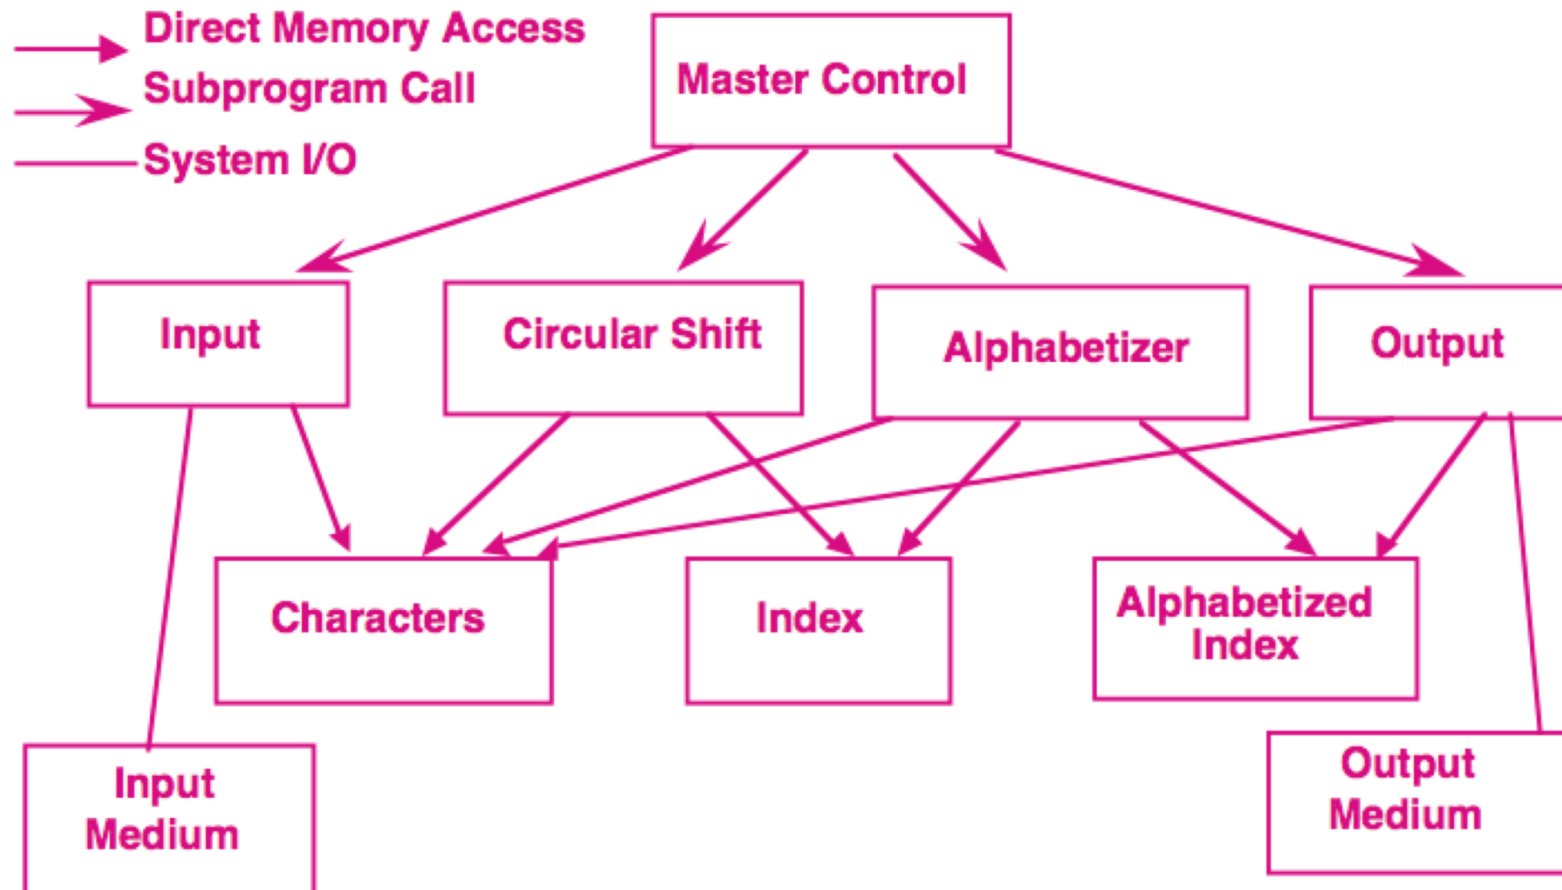 Direct Memory Access
Subprogram Call
System I/O
Master Control
Input
Circular Shift
Alphabetizer
Output
Characters
Index
Alphabetized
Index
Input
Medium
Output
Medium